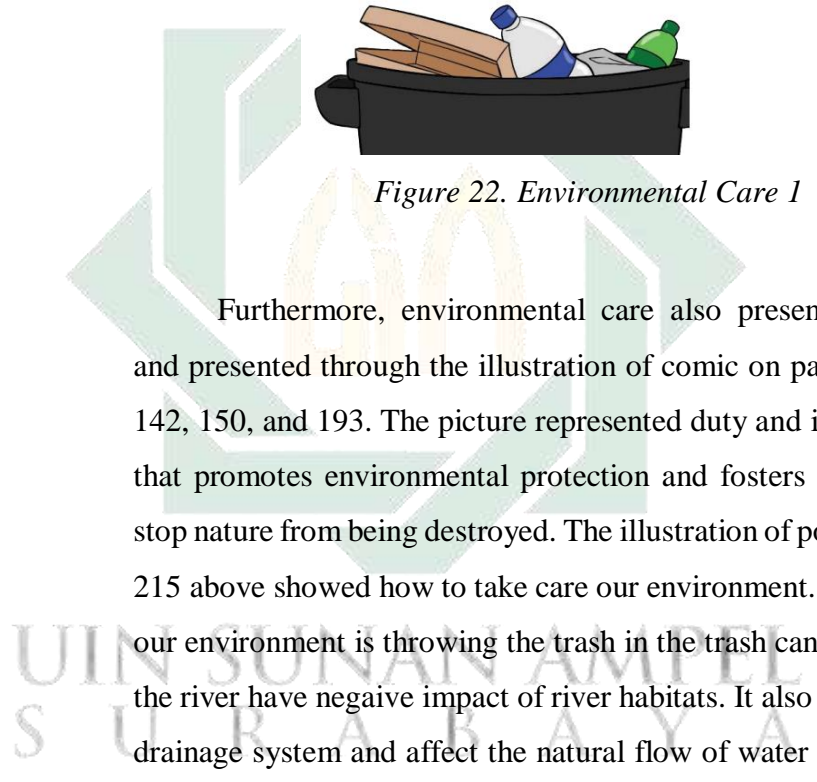 Figure 22. Environmental Care 1
Furthermore, environmental care also presen
and presented through the illustration of comic on pa
142, 150, and 193. The picture represented duty and i
that promotes environmental protection and fosters
stop nature from being destroyed. The illustration of po
215 above showed how to take care our environment.
our environment is throwing the trash in the trash can
the river have negaive impact of river habitats. It also
drainage system and affect the natural flow of water
UIN SUNAN AMPEL
SURABAYA